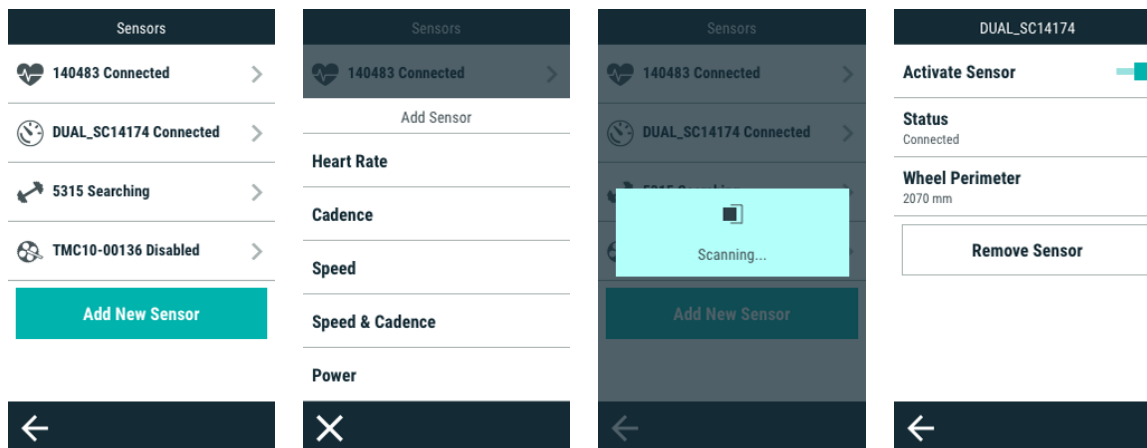 Sensors
140483 Connected
DUAL_SC14174 Connected
5315 Searching
TMC10-00136 Disabled
Add New Sensor
Sensors
140483 Connected
Add Sensor
Heart Rate
Cadence
Speed
Speed & Cadence
Power
Sensors
140483 Connected
DUAL_SC14174 Connected
5315 Searching
Scanning...
Add New Sensor
DUAL_SC14174
Activate Sensor
Status
Connected
Wheel Perimeter
2070 mm
Remove Sensor